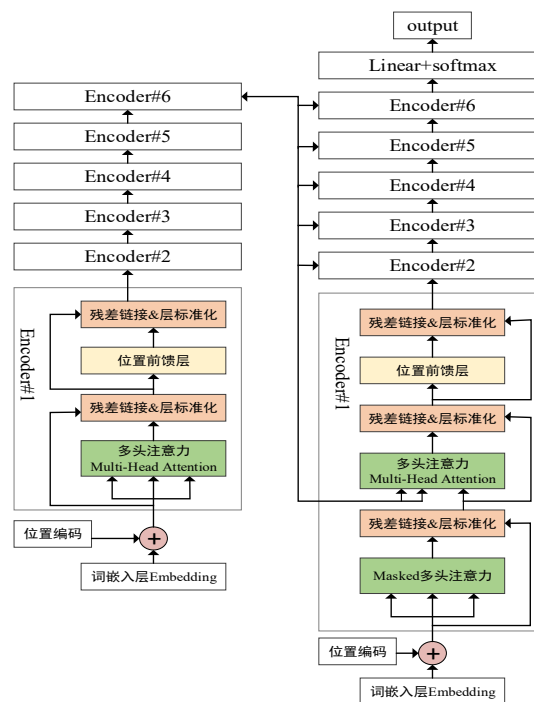 output
Linear+softmax
Encoder#6
Encoder#5
Encoder#4
Encoder#3
Encoder#2
Encoder#1
残差链接&层标准化
位置前馈层
残差链接&层标准化
多头注意力
Multi-Head Attention
位置编码
+
词嵌入层Embedding
Encoder#6
Encoder#5
Encoder#4
Encoder#3
Encoder#2
Encoder#1
残差链接&层标准化
位置前馈层
残差链接&层标准化
多头注意力
Multi-Head Attention
残差链接&层标准化
Masked多头注意力
位置编码
+
词嵌入层Embedding